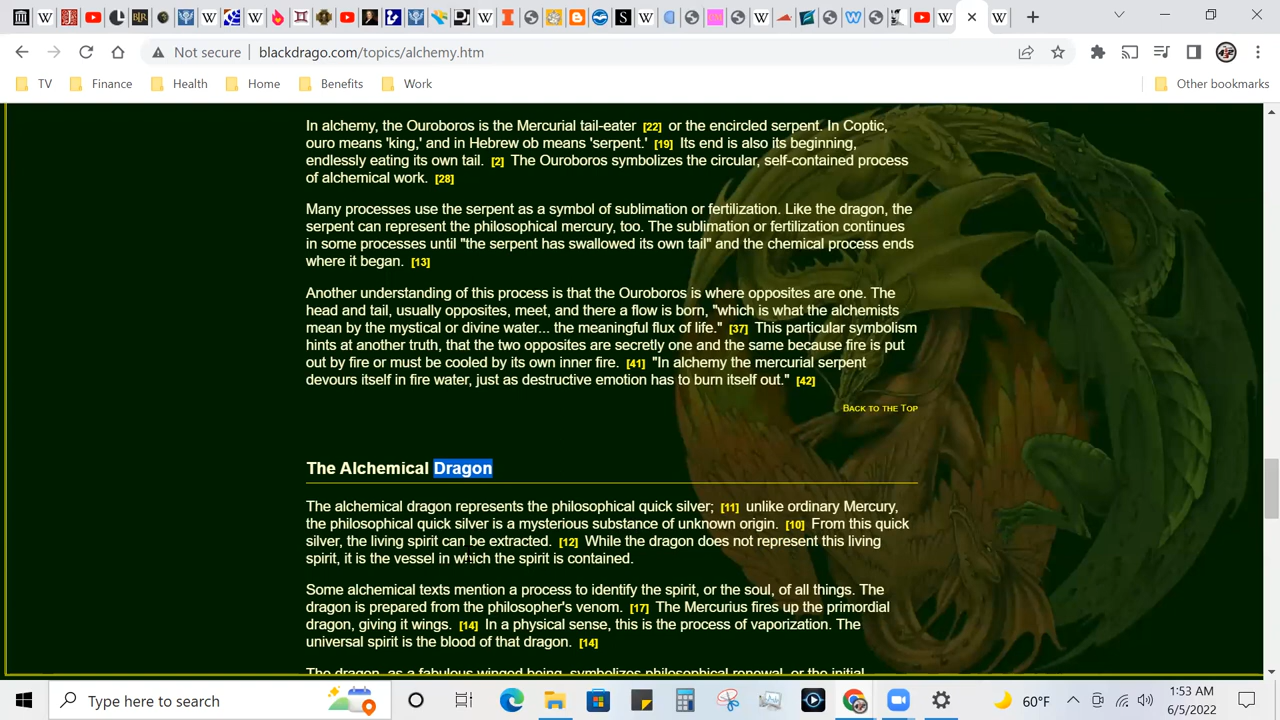 Not secure
blackdrago.com/topics/alchemy.htm
TV
Finance
Health
Home
Benefits
Work
Other bookmarks
In alchemy, the Ouroboros is the Mercurial tail-eater [22] or the encircled serpent. In Coptic,
ouro means 'king,' and in Hebrew ob means 'serpent.' [19] Its end is also its beginning,
endlessly eating its own tail. [2] The Ouroboros symbolizes the circular, self-contained process
of alchemical work. [28]
Many processes use the serpent as a symbol of sublimation or fertilization. Like the dragon, the
serpent can represent the philosophical mercury, too. The sublimation or fertilization continues
in some processes until "the serpent has swallowed its own tail" and the chemical process ends
where it began. [13]
Another understanding of this process is that the Ouroboros is where opposites are one. The
head and tail, usually opposites, meet, and there a flow is born, "which is what the alchemists
mean by the mystical or divine water... the meaningful flux of life." [37] This particular symbolism
hints at another truth, that the two opposites are secretly one and the same because fire is put
out by fire or must be cooled by its own inner fire. [41] "In alchemy the mercurial serpent
devours itself in fire water, just as destructive emotion has to burn itself out." [42]
Back to the Top
The Alchemical Dragon
The alchemical dragon represents the philosophical quick silver; [11] unlike ordinary Mercury,
the philosophical quick silver is a mysterious substance of unknown origin. [10] From this quick
silver, the living spirit can be extracted. [12] While the dragon does not represent this living
spirit, it is the vessel in which the spirit is contained.
Some alchemical texts mention a process to identify the spirit, or the soul, of all things. The
dragon is prepared from the philosopher's venom. [17] The Mercurius fires up the primordial
dragon, giving it wings. [14] In a physical sense, this is the process of vaporization. The
universal spirit is the blood of that dragon. [14]
The dragon, as a fabulous winged being, symbolizes philosophical renewal, or the initial
Type here to search
60°F
1:53 AM
6/5/2022